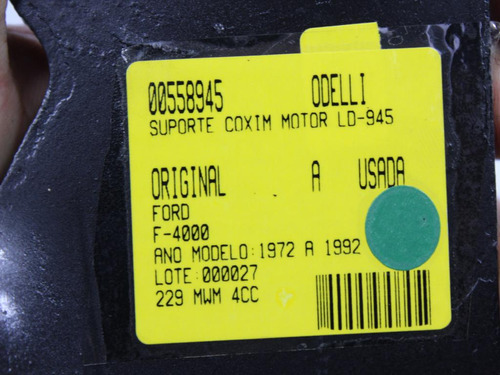 00558945 ODELLI
SUPORTE COXIM MOTOR LD-945
ORIGINAL A USADA
FORD
F-4000
ANO MODELO:1972 A 1992
LOTE:000027
229 MWM 4CC